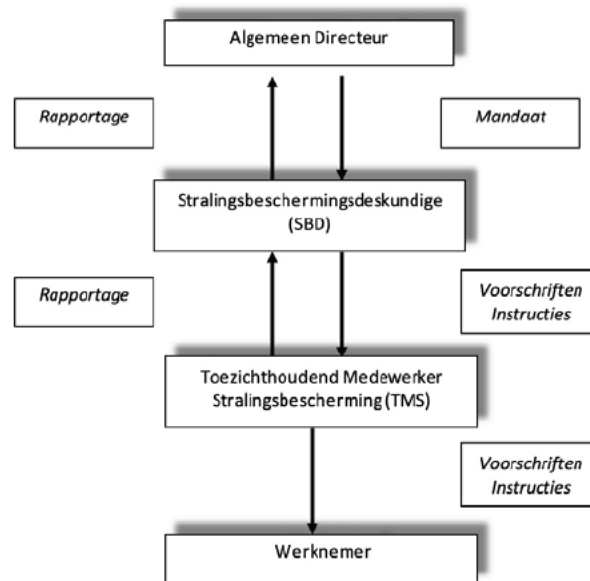 Algemeen Directeur
Rapportage
Mandaat
Stralingsbeschermingsdeskundige
(SBD)
Rapportage
Voorschriften
Instructies
Toezichthoudend Medewerker
Stralingsbescherming (TMS)
Voorschriften
Instructies
Werknemer